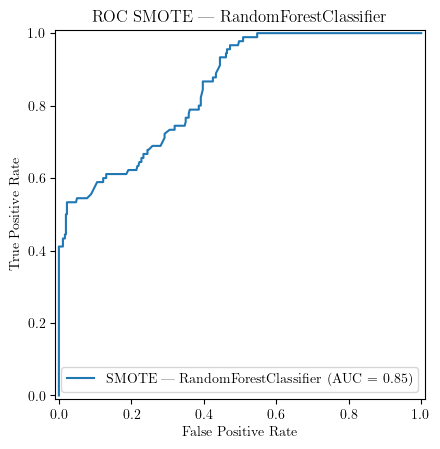 ROC SMOTE — RandomForestClassifier
1.0
0.8
0.6
0.4
0.2
0.0
True Positive Rate
SMOTE — RandomForestClassifier (AUC = 0.85)
0.0 0.2 0.4 0.6 0.8 1.0
False Positive Rate